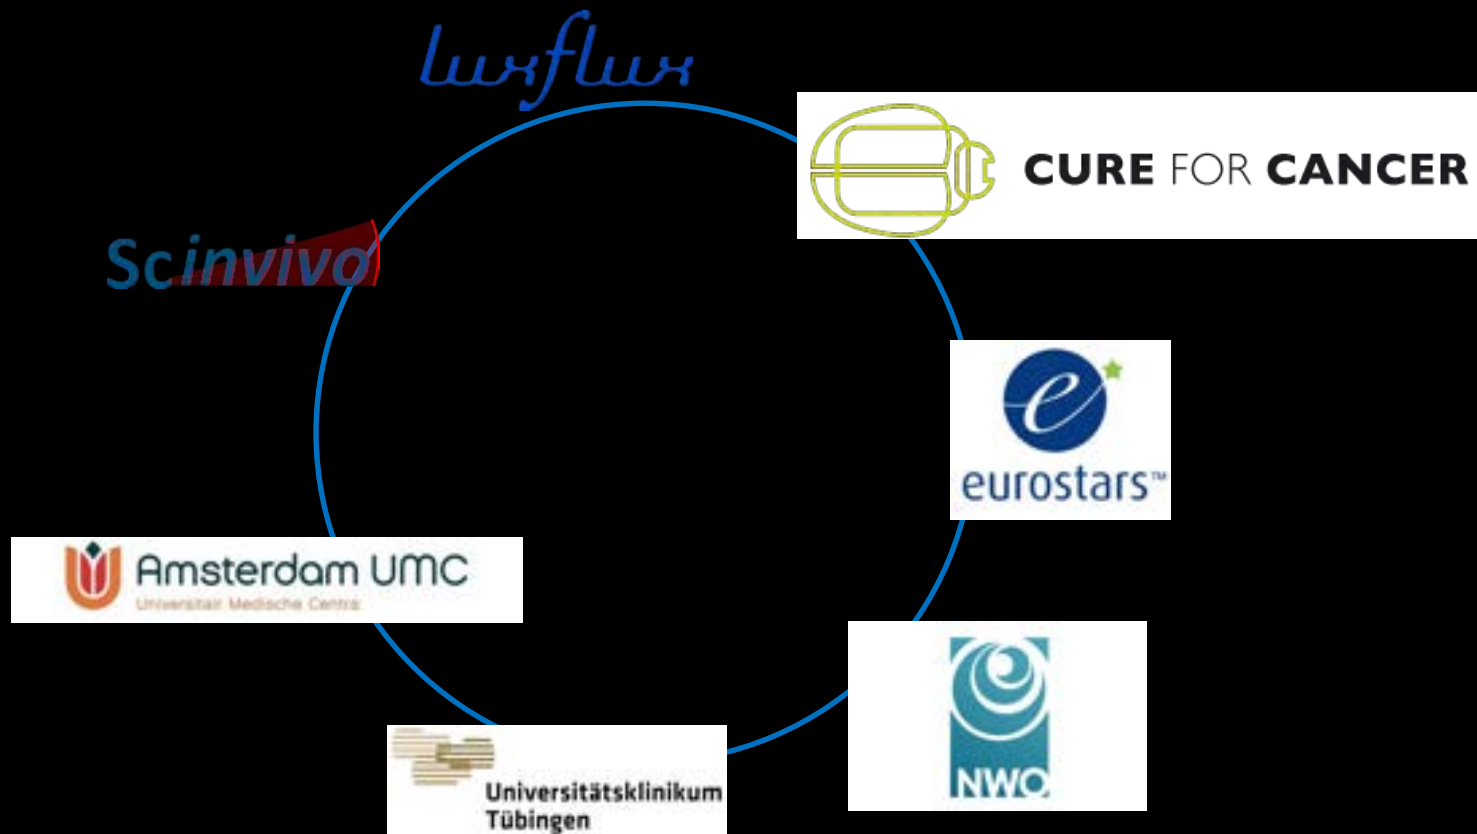 luxflux
CURE FOR CANCER
Scinvivo
e
eurostars™
Amsterdam UMC
Universitair Medische Centra
NWO
Universitätsklinikum
Tübingen